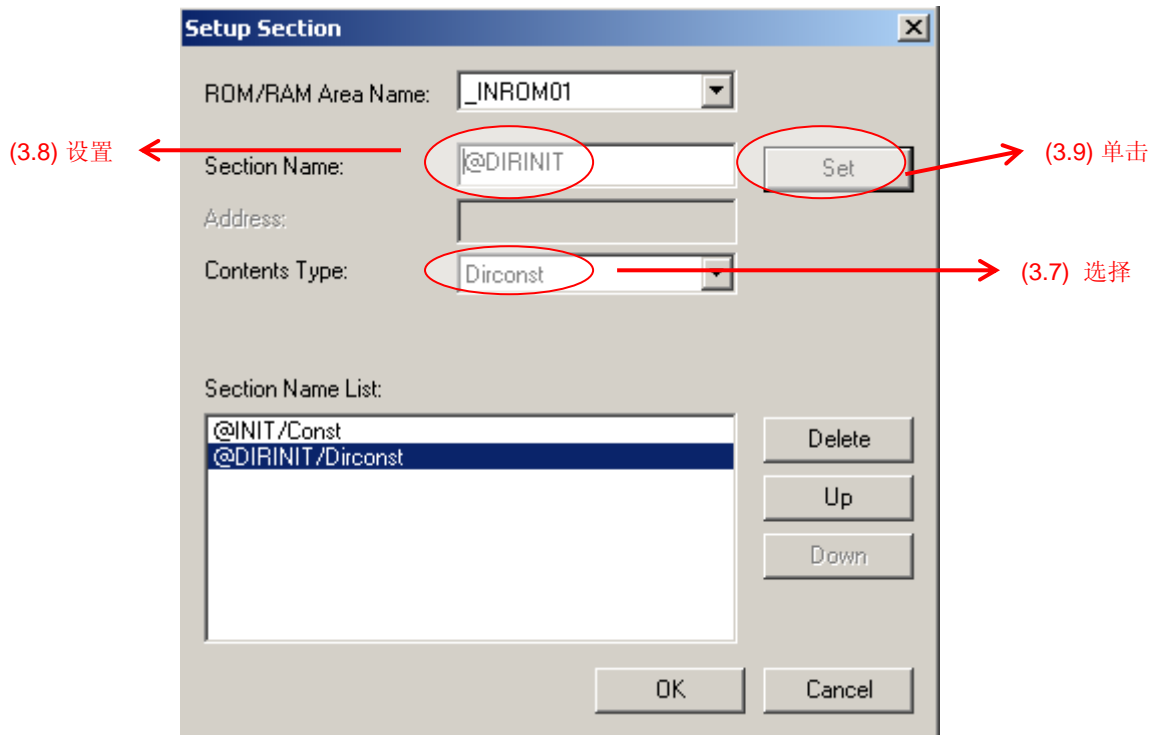 Setup Section
ROM/RAM Area Name: _INROM01
(3.8) 设置
Section Name: @DIRINIT
Set
(3.9) 单击
Address:
Contents Type: Dirconst
(3.7) 选择
Section Name List:
@INIT/Const
@DIRINIT/Dirconst
Delete
Up
Down
OK
Cancel